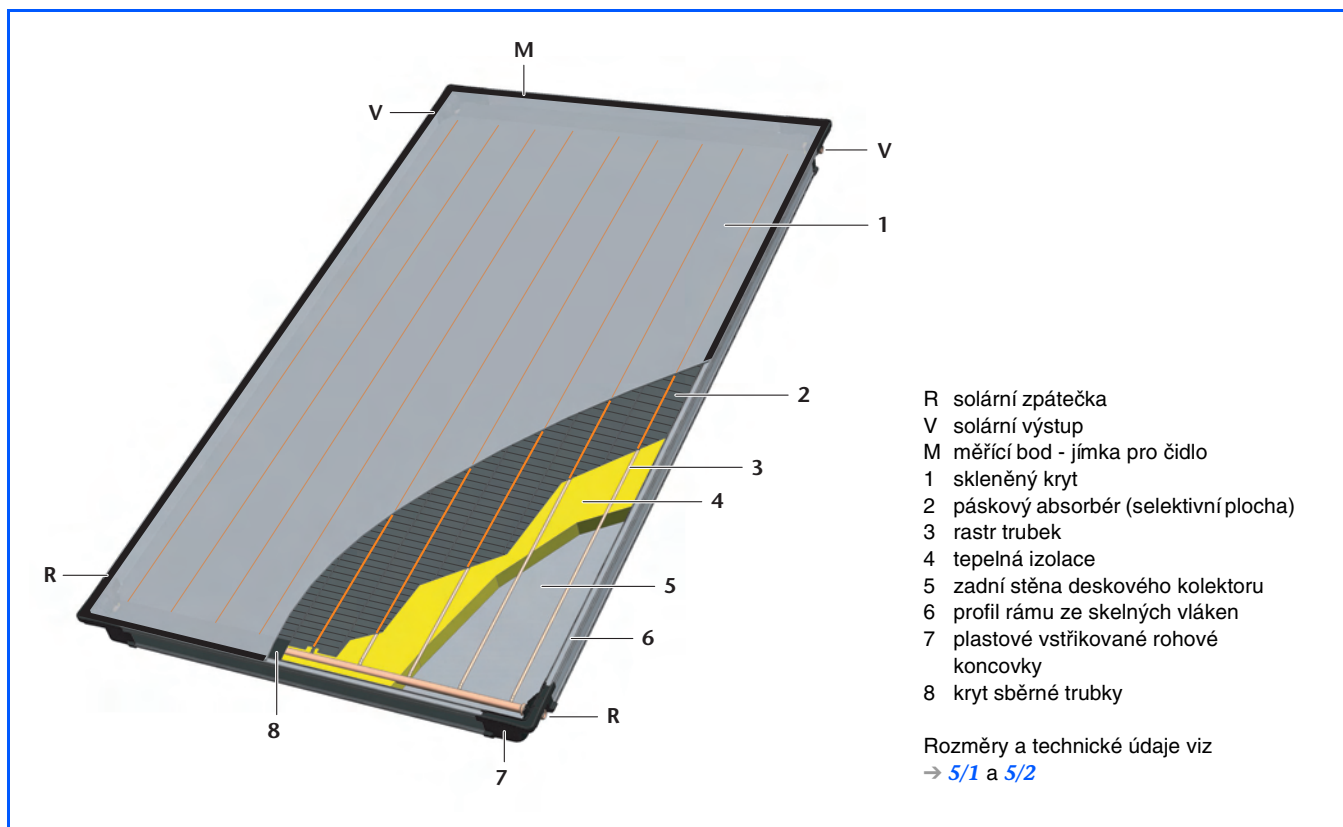 M
V
V
1
2
3
4
R
5
6
8
R
7
R solární zpátečka
V solární výstup
M měřící bod - jímka pro čidlo
1 skleněný kryt
2 páskový absorbér (selektivní plocha)
3 rastr trubek
4 tepelná izolace
5 zadní stěna deskového kolektoru
6 profil rámu ze skelných vláken
7 plastové vstřikované rohové
koncovky
8 kryt sběrné trubky
Rozměry a technické údaje viz
→ 5/1 a 5/2